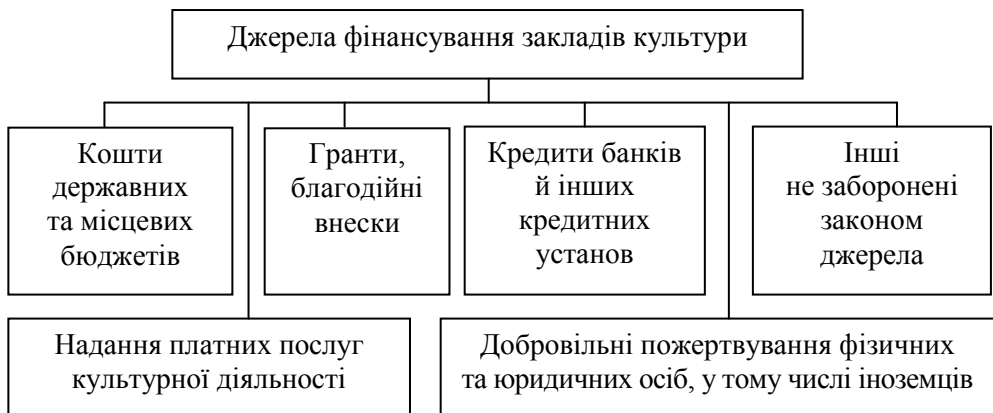 Джерела фінансування закладів культури
Кошти
державних
та місцевих
бюджетів
Гранти,
благодійні
внески
Кредити банків
й інших
кредитних
установ
Інші
не заборонені
законом
джерела
Надання платних послуг
культурної діяльності
Добровільні пожертвування фізичних
та юридичних осіб, у тому числі іноземців